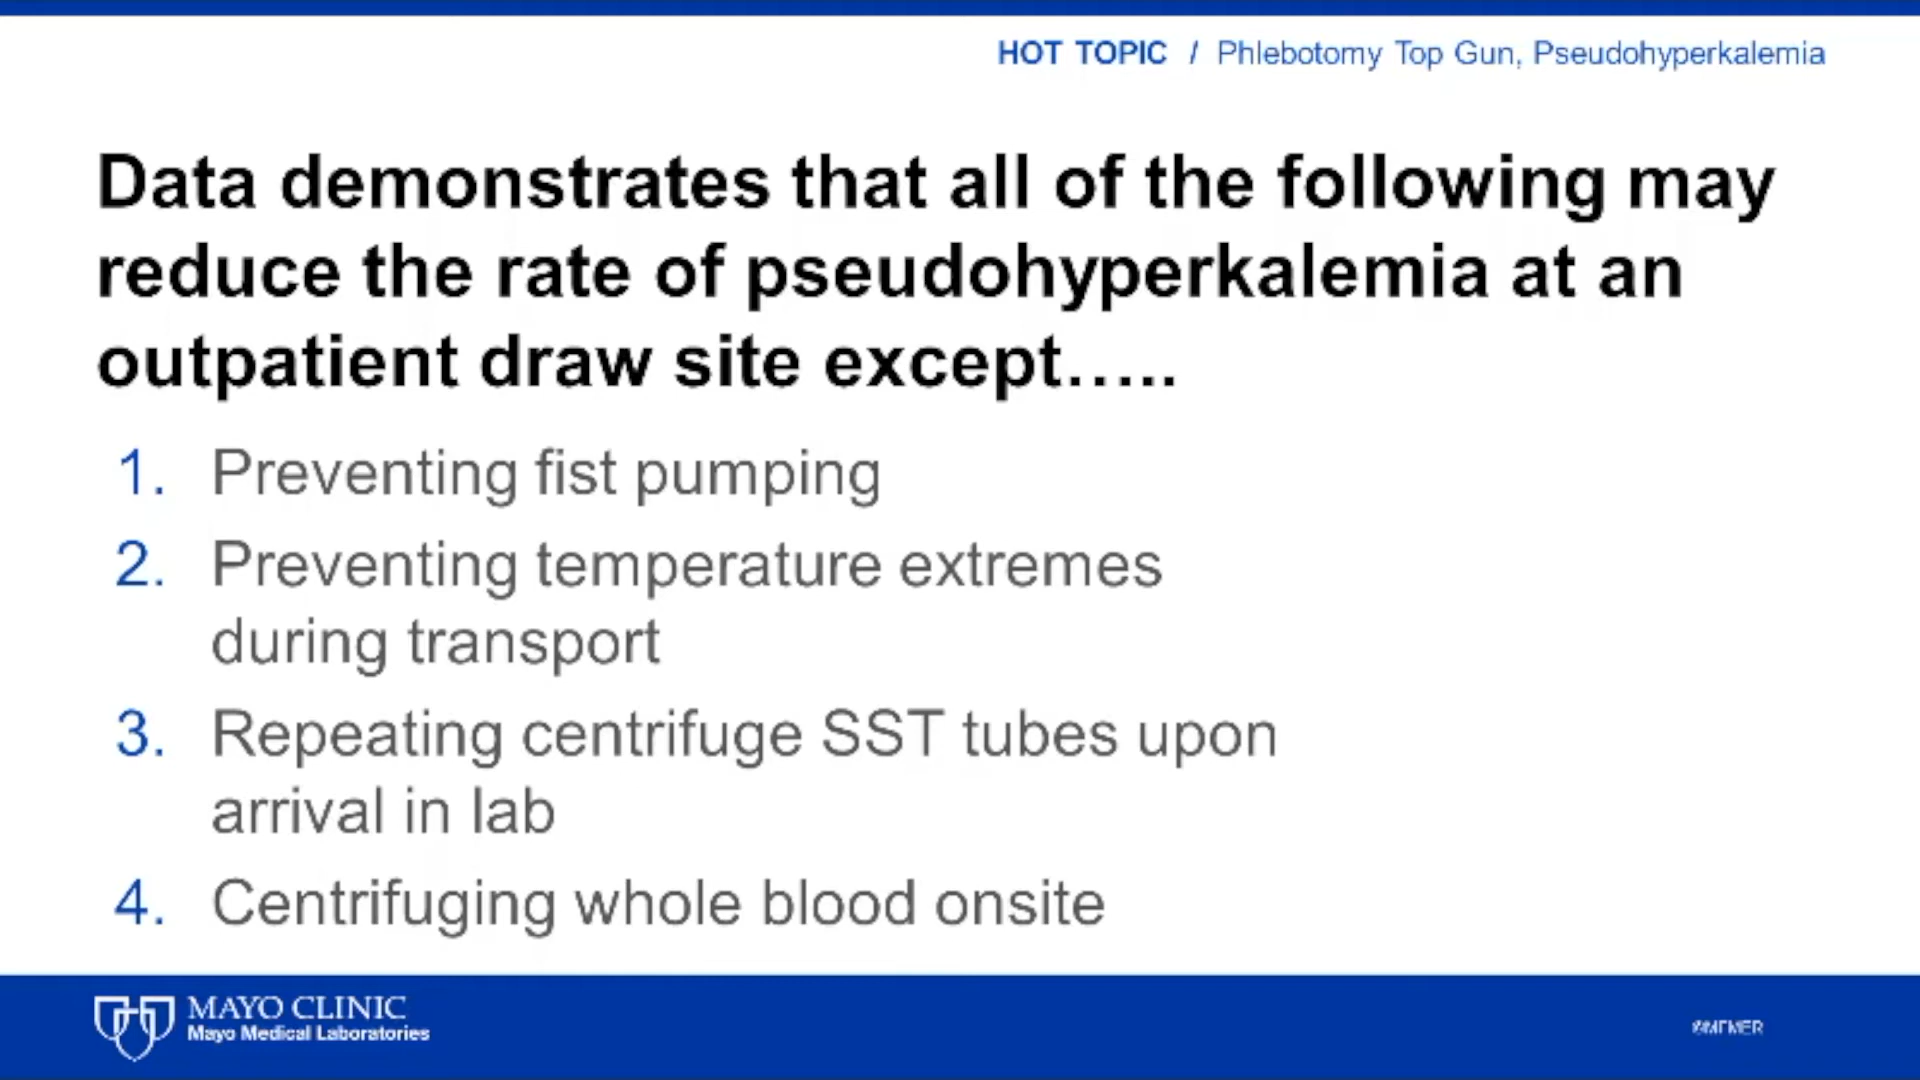 HOT TOPIC / Phlebotomy Top Gun, Pseudohyperkalemia
Data demonstrates that all of the following may
reduce the rate of pseudohyperkalemia at an
outpatient draw site except…..
1. Preventing fist pumping
2. Preventing temperature extremes
during transport
3. Repeating centrifuge SST tubes upon
arrival in lab
4. Centrifuging whole blood onsite
MAYO CLINIC
Mayo Medical Laboratories
©MFMER